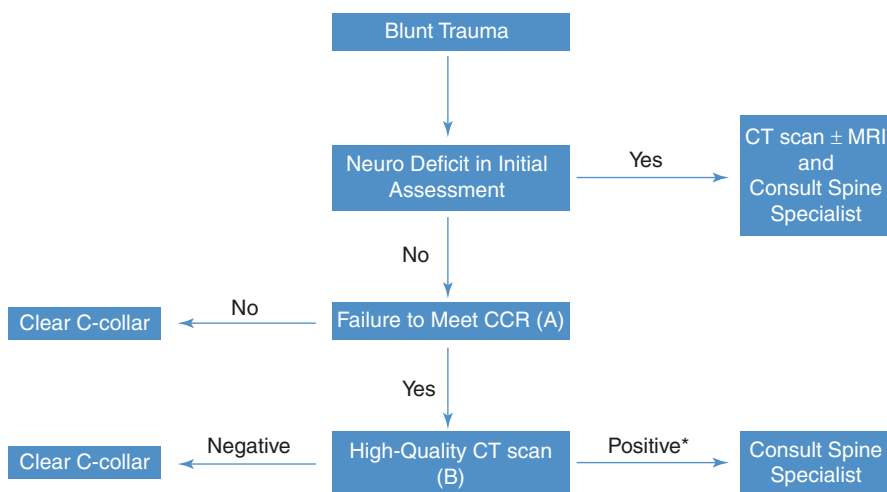 Blunt Trauma
Neuro Deficit in Initial
Assessment
Yes
CT scan ± MRI
and
Consult Spine
Specialist
No
Clear C-collar
No
Failure to Meet CCR (A)
Yes
Clear C-collar
Negative
High-Quality CT scan
(B)
Positive*
Consult Spine
Specialist